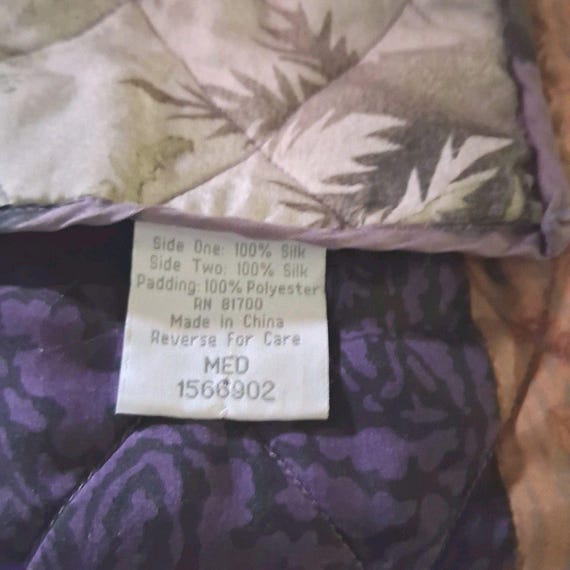 Side One: 100% Silk
Side Two: 100% Silk
Padding: 100% Polyester
RN 81700
Made in China
Reverse For Care
MED
1566902